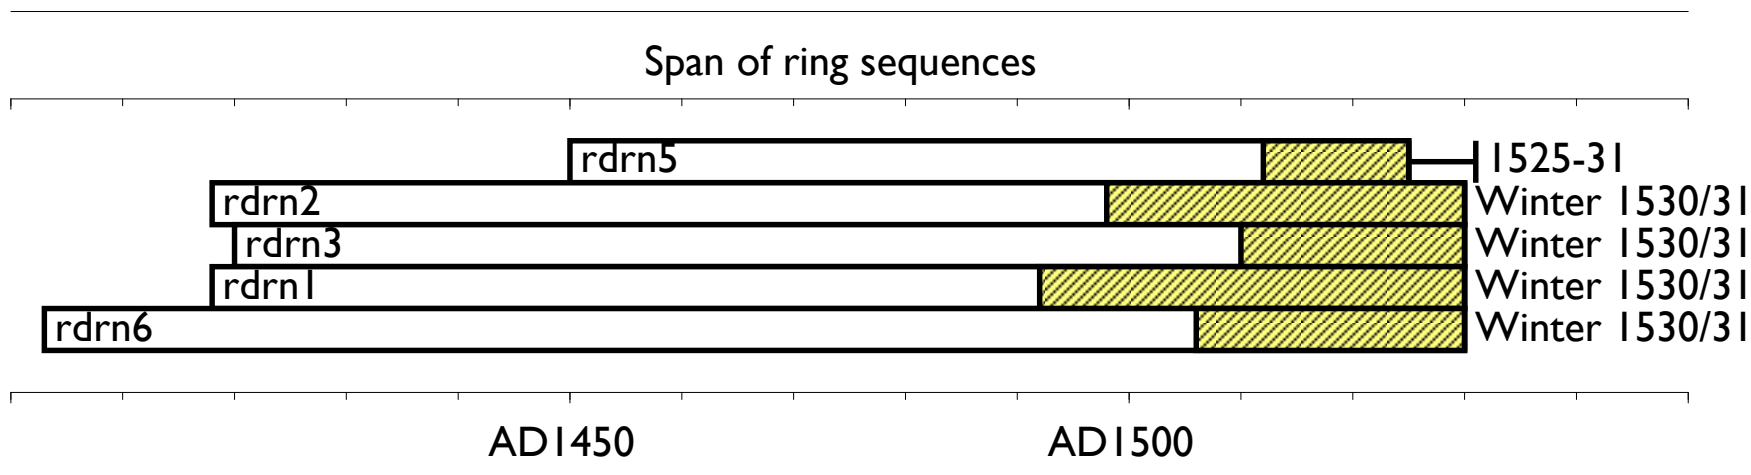 Span of ring sequences
rdrn5 1525-31
rdrn2 Winter 1530/31
rdrn3 Winter 1530/31
rdrn1 Winter 1530/31
rdrn6 Winter 1530/31
AD1450 AD1500